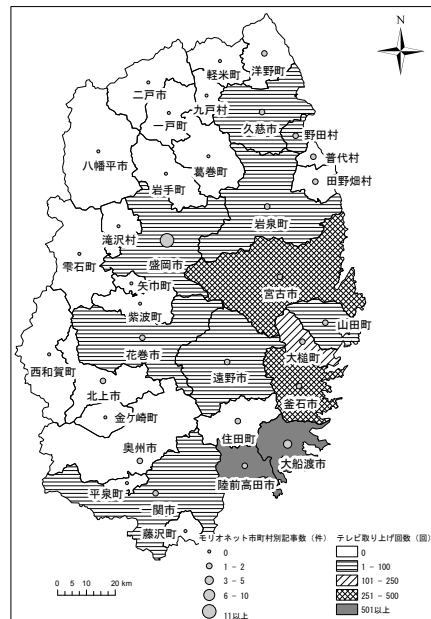 N
軽米町
洋野町
二戸市
九戸村
一戸町
久慈市
野田村
八幡平市
葛巻町
普代村
岩手町
田野畑村
岩泉町
滝沢村
雫石町
盛岡市
宮古市
矢巾町
紫波町
山田町
花巻市
大槌町
西和賀町
遠野市
北上市
釜石市
金ケ崎町
住田町
奥州市
大船渡市
陸前高田市
平泉町
一関市
藤沢町
モリオネット市町村別記事数（件）
0
1 - 2
3 - 5
6 - 10
11以上
テレビ取り上げ回数（回）
0
1 - 100
101 - 250
251 - 500
501以上
0 5 10 20 km